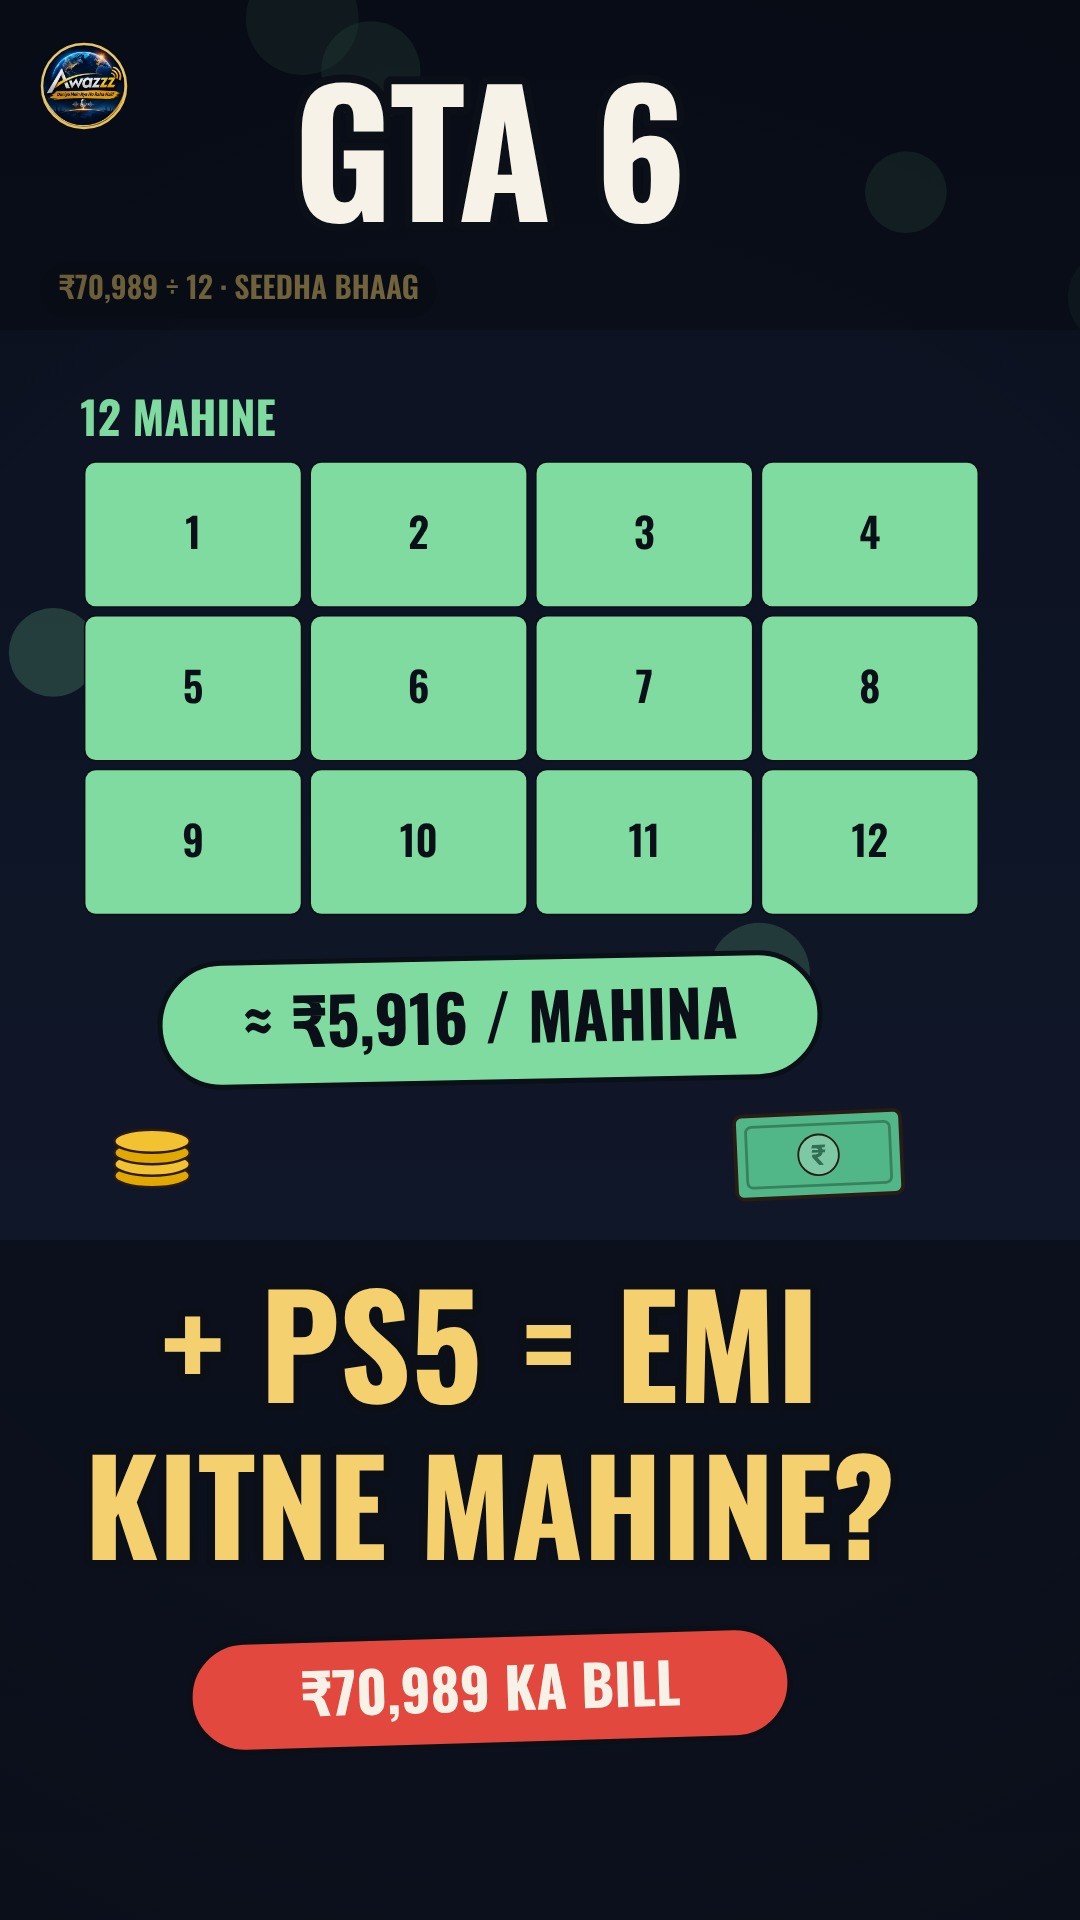 Awazzz
GTA 6
₹70,989 ÷ 12 · SEEDHA BHAAG
12 MAHINE
1 2 3 4
5 6 7 8
9 10 11 12
≈ ₹5,916 / MAHINA
₹
+ PS5 = EMI
KITNE MAHINE?
₹70,989 KA BILL